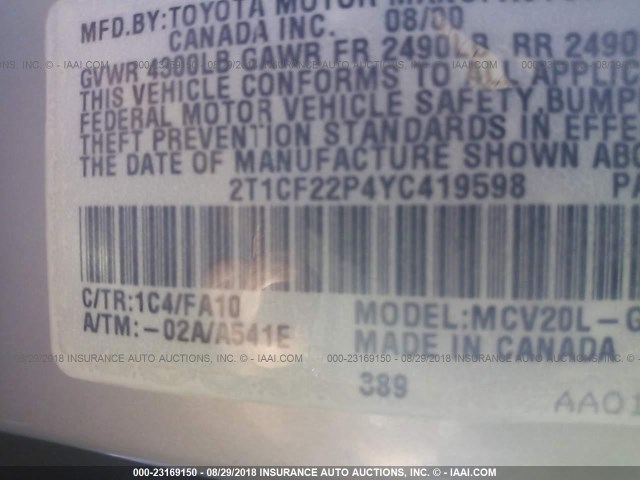 MFD.BY:TOYOTA MOTOR
CANADA INC. 08/00
GVWR 4300LB GAWR FR 2490LB RR 2490
THIS VEHICLE CONFORMS TO ALL APPLIC
FEDERAL MOTOR VEHICLE SAFETY, BUMP
THEFT PREVENTION STANDARDS IN EFFE
THE DATE OF MANUFACTURE SHOWN ABO
2T1CF22P4YC419598 PA
C/TR:1C4/FA10
A/TM:-02A/A541E
MODEL:MCV20L-G
MADE IN CANADA
389
AA01
000-23169150 - 08/29/2018 INSURANCE AUTO AUCTIONS - © - IAAI.COM